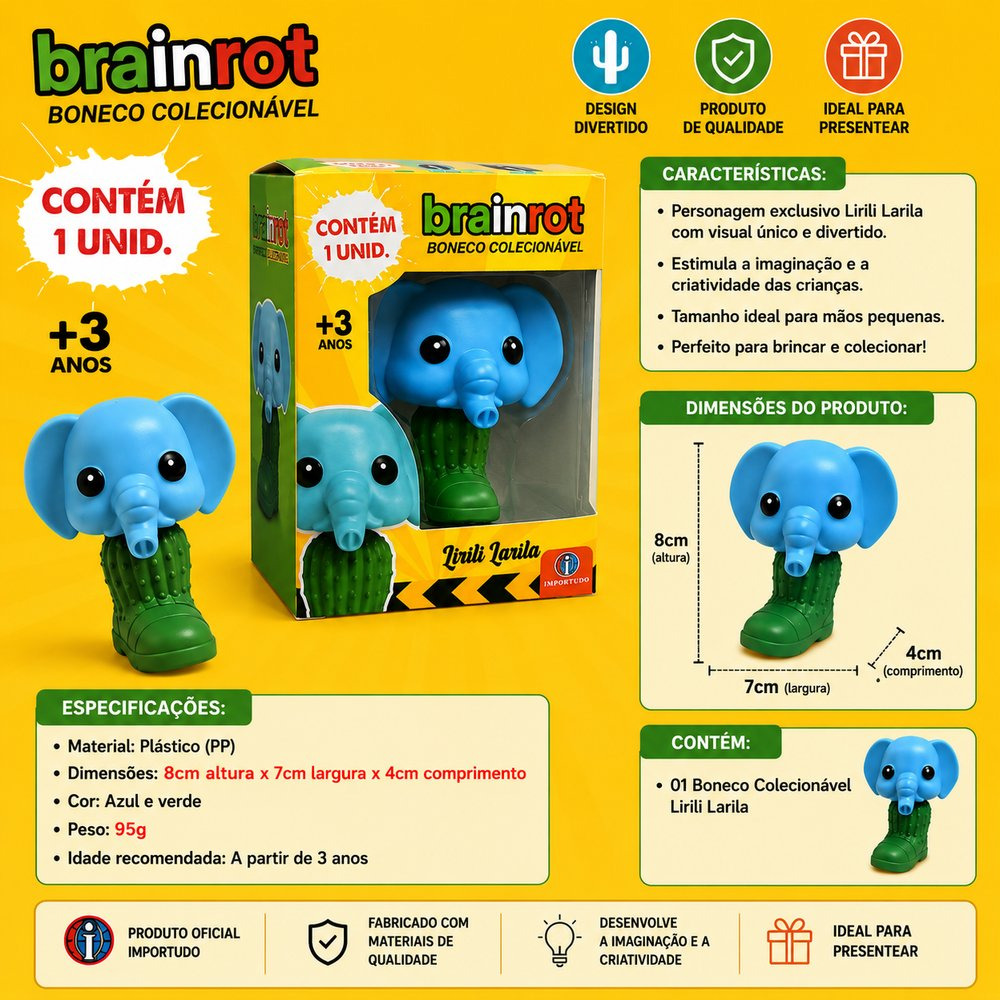 brainrot
BONECO COLECIONÁVEL
DESIGN
DIVERTIDO
PRODUTO
DE QUALIDADE
IDEAL PARA
PRESENTEAR
CONTÉM
1 UNID.
+3
ANOS
brainrot
CONTÉM
1 UNID.
brainrot
BONECO COLECIONÁVEL
+3
ANOS
Lirili Larila
IMPORTUDO
CARACTERÍSTICAS:
• Personagem exclusivo Lirili Larila
com visual único e divertido.
• Estimula a imaginação e a
criatividade das crianças.
• Tamanho ideal para mãos pequenas.
• Perfeito para brincar e colecionar!
DIMENSÕES DO PRODUTO:
8cm
(altura)
7cm (largura)
4cm
(comprimento)
ESPECIFICAÇÕES:
• Material: Plástico (PP)
• Dimensões: 8cm altura x 7cm largura x 4cm comprimento
• Cor: Azul e verde
• Peso: 95g
• Idade recomendada: A partir de 3 anos
CONTÉM:
• 01 Boneco Colecionável
Lirili Larila
PRODUTO OFICIAL
IMPORTUDO
FABRICADO COM
MATERIAIS DE
QUALIDADE
DESENVOLVE
A IMAGINAÇÃO E A
CRIATIVIDADE
IDEAL PARA
PRESENTEAR